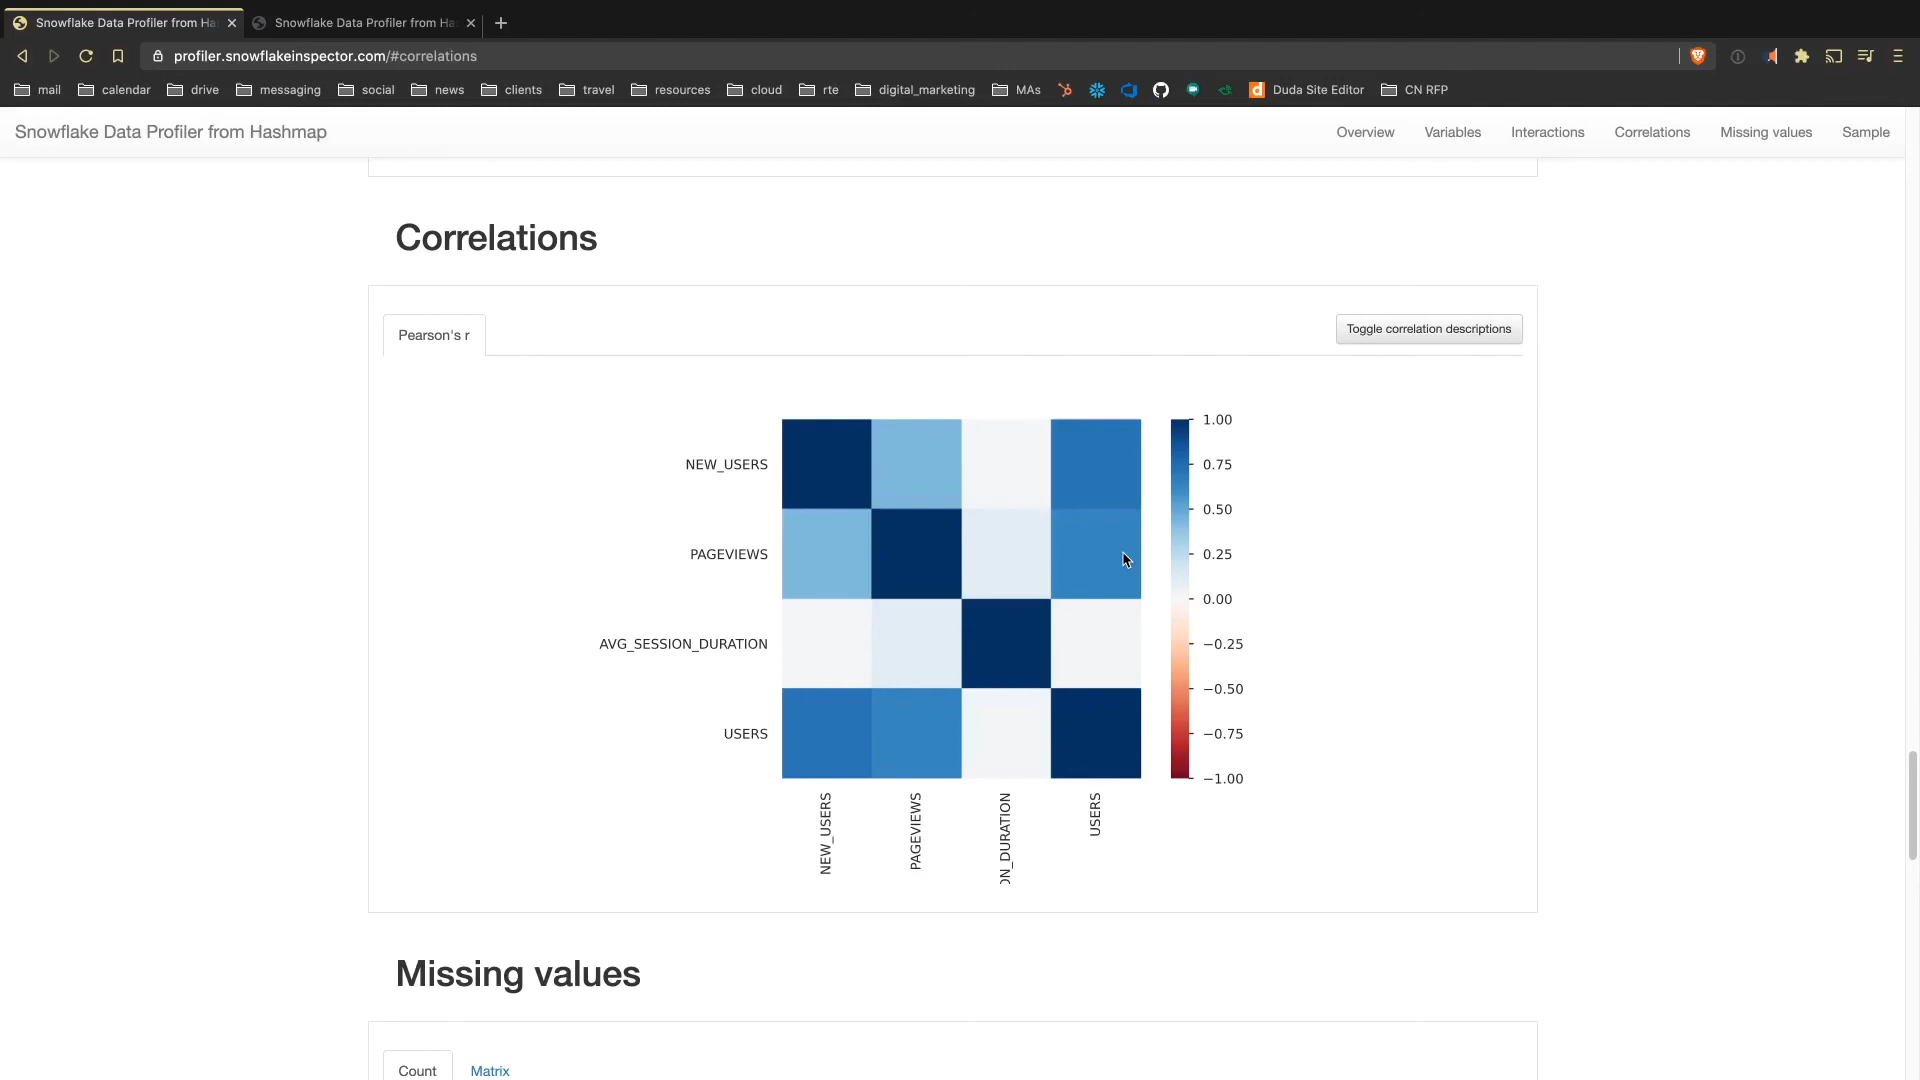 Snowflake Data Profiler from Ha
Snowflake Data Profiler from Ha
profiler.snowflakeinspector.com/#correlations
mail calendar drive messaging social news clients travel resources cloud rte digital_marketing MAs Duda Site Editor CN RFP
Snowflake Data Profiler from Hashmap
Overview Variables Interactions Correlations Missing values Sample
Correlations
Pearson's r
Toggle correlation descriptions
NEW_USERS
PAGEVIEWS
AVG_SESSION_DURATION
USERS
1.00
0.75
0.50
0.25
0.00
−0.25
−0.50
−0.75
−1.00
NEW_USERS
PAGEVIEWS
ON_DURATION
USERS
Missing values
Count Matrix